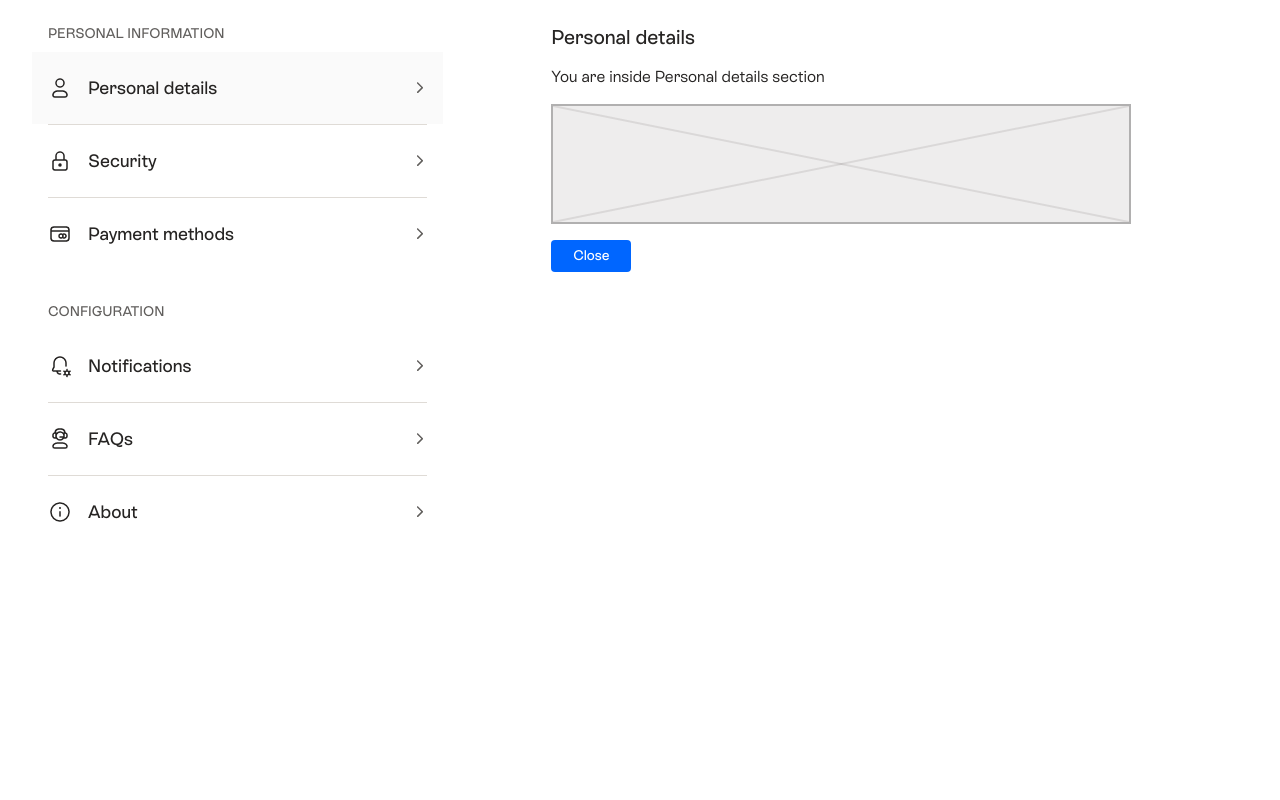 PERSONAL INFORMATION
Personal details
Security
Payment methods
CONFIGURATION
Notifications
FAQs
About
Personal details
You are inside Personal details section
Close